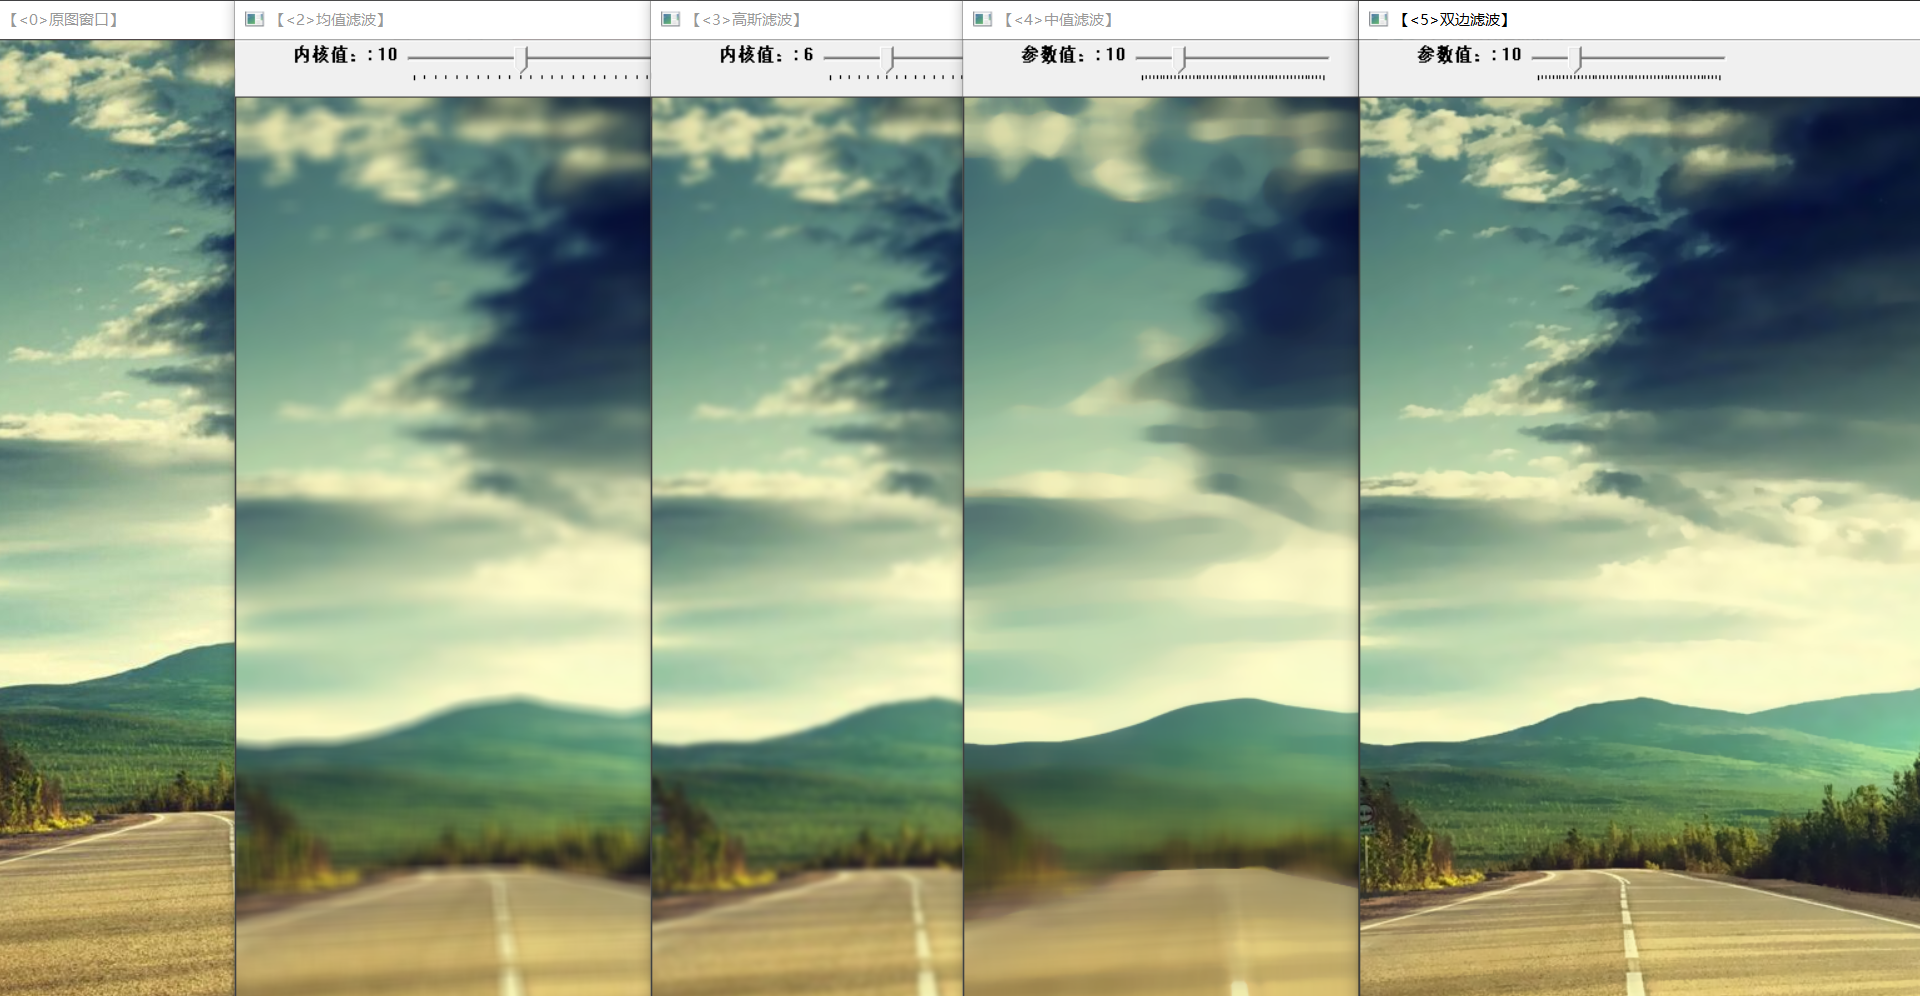 【<0>原图窗口】
【<2>均值滤波】
【<3>高斯滤波】
【<4>中值滤波】
【<5>双边滤波】
内核值：: 10
内核值：: 6
参数值：: 10
参数值：: 10